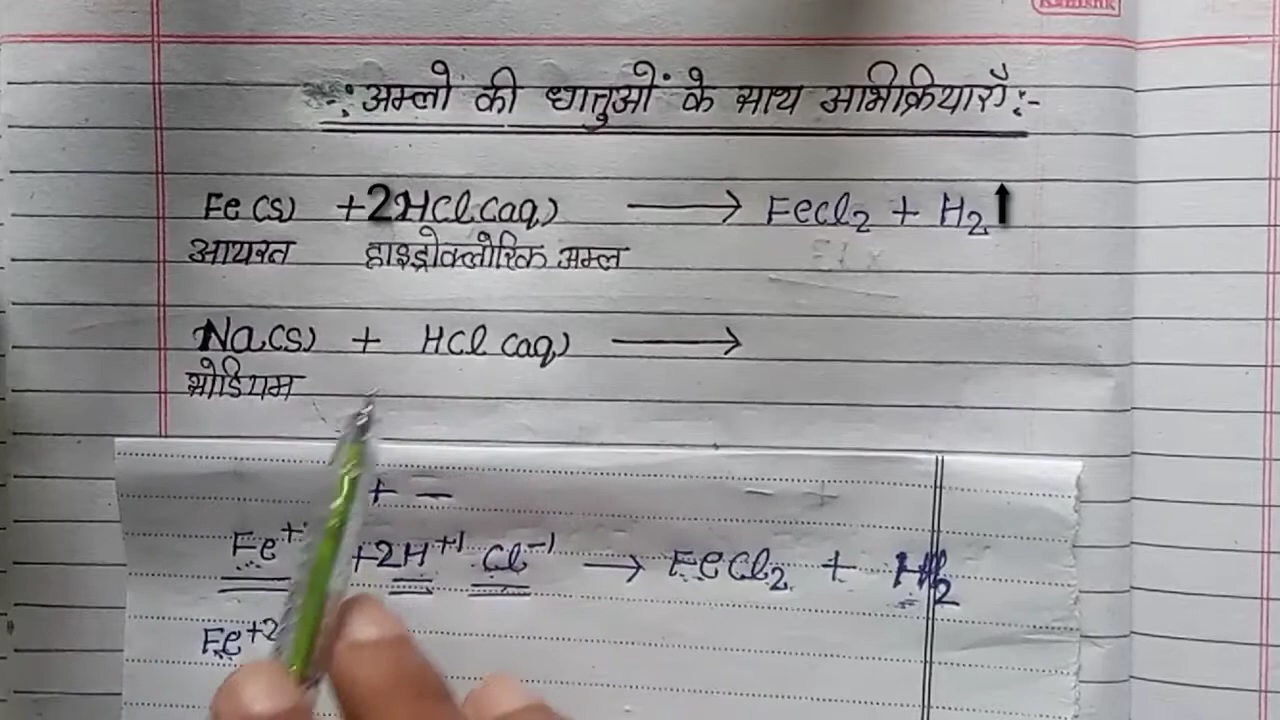 :अम्लों की धातुओं के साथ अभिक्रियाएँ:-
Fe(s) +2HCl(aq) ⟶ FeCl₂ + H₂↑
आयरन हाइड्रोक्लोरिक अम्ल
Na(s) + HCl(aq) ⟶
सोडियम
+ − − +
Fe⁺ +2H⁺¹ Cl⁻¹ → FeCl₂ + H₂
Fe⁺²